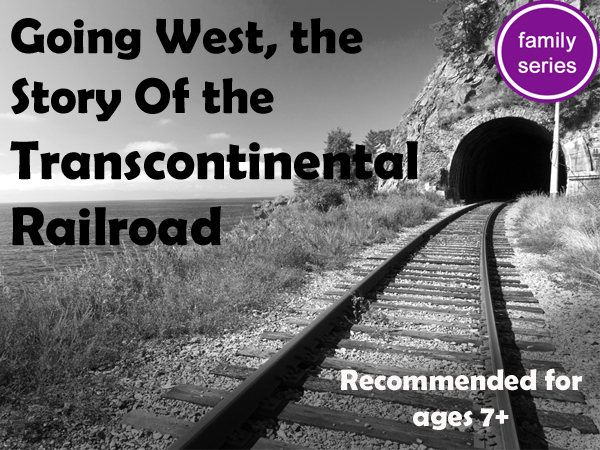 Going West, the
Story Of the
Transcontinental
Railroad
family
series
Recommended for
ages 7+